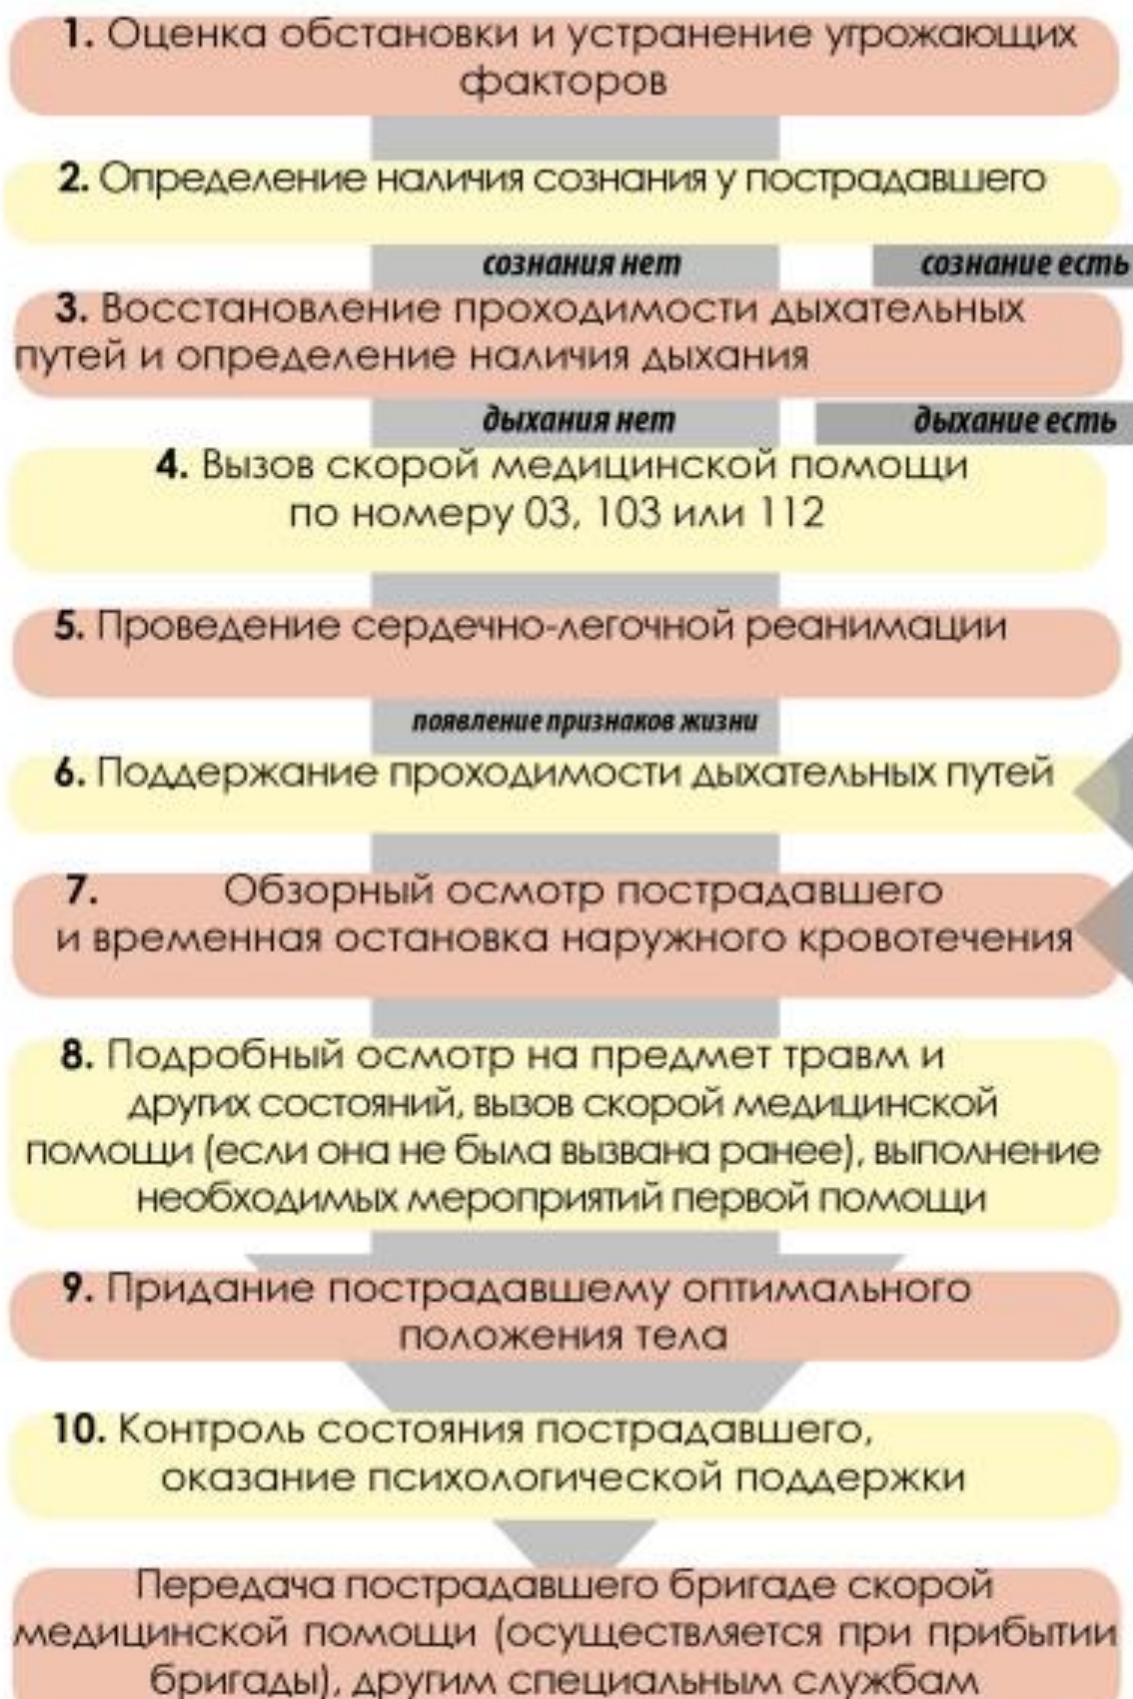 1. Оценка обстановки и устранение угрожающих
факторов
2. Определение наличия сознания у пострадавшего
сознания нет
сознание есть
3. Восстановление проходимости дыхательных
путей и определение наличия дыхания
дыхания нет
дыхание есть
4. Вызов скорой медицинской помощи
по номеру 03, 103 или 112
5. Проведение сердечно-легочной реанимации
появление признаков жизни
6. Поддержание проходимости дыхательных путей
7. Обзорный осмотр пострадавшего
и временная остановка наружного кровотечения
8. Подробный осмотр на предмет травм и
других состояний, вызов скорой медицинской
помощи (если она не была вызвана ранее), выполнение
необходимых мероприятий первой помощи
9. Придание пострадавшему оптимального
положения тела
10. Контроль состояния пострадавшего,
оказание психологической поддержки
Передача пострадавшего бригаде скорой
медицинской помощи (осуществляется при прибытии
бригады), другим специальным службам